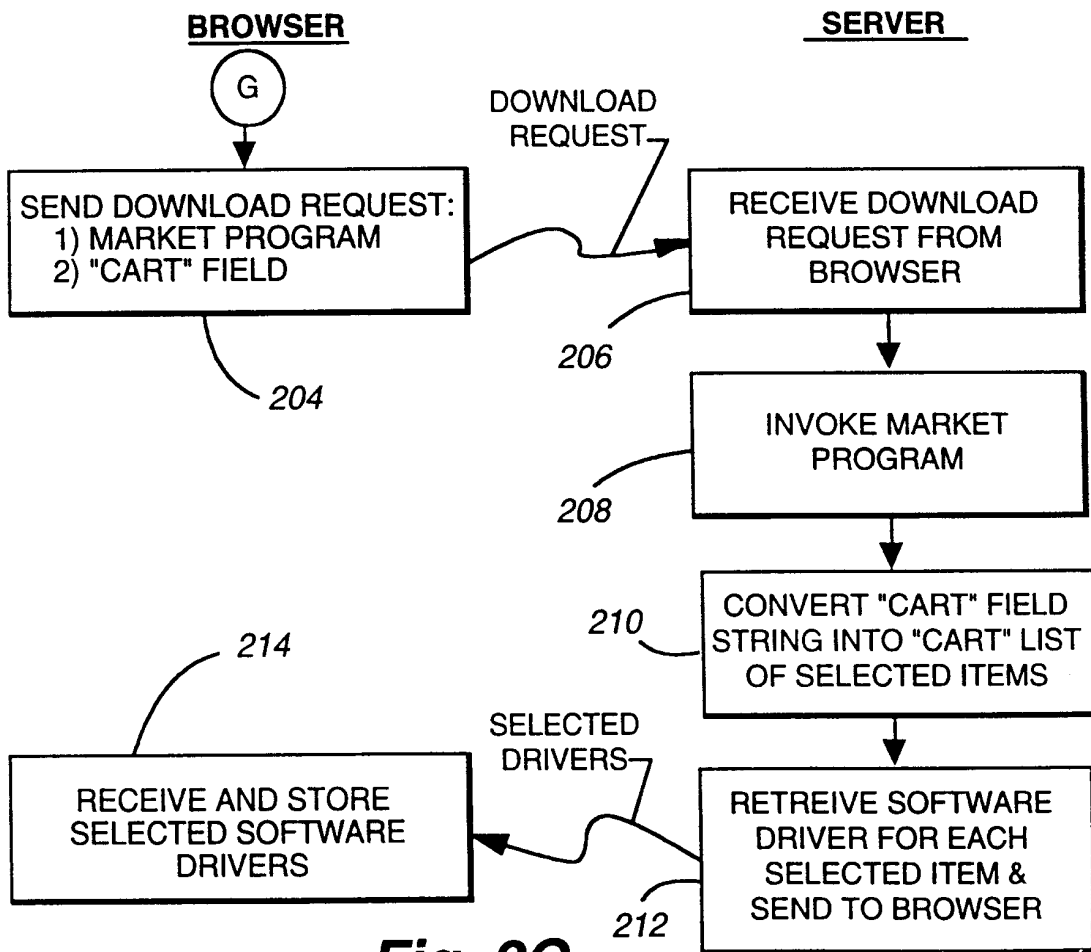 BROWSER
SERVER
G
DOWNLOAD
REQUEST
SEND DOWNLOAD REQUEST:
1) MARKET PROGRAM
2) "CART" FIELD
204
RECEIVE DOWNLOAD
REQUEST FROM
BROWSER
206
INVOKE MARKET
PROGRAM
208
CONVERT "CART" FIELD
STRING INTO "CART" LIST
OF SELECTED ITEMS
210
214
SELECTED
DRIVERS
RECEIVE AND STORE
SELECTED SOFTWARE
DRIVERS
RETREIVE SOFTWARE
DRIVER FOR EACH
SELECTED ITEM &
SEND TO BROWSER
212